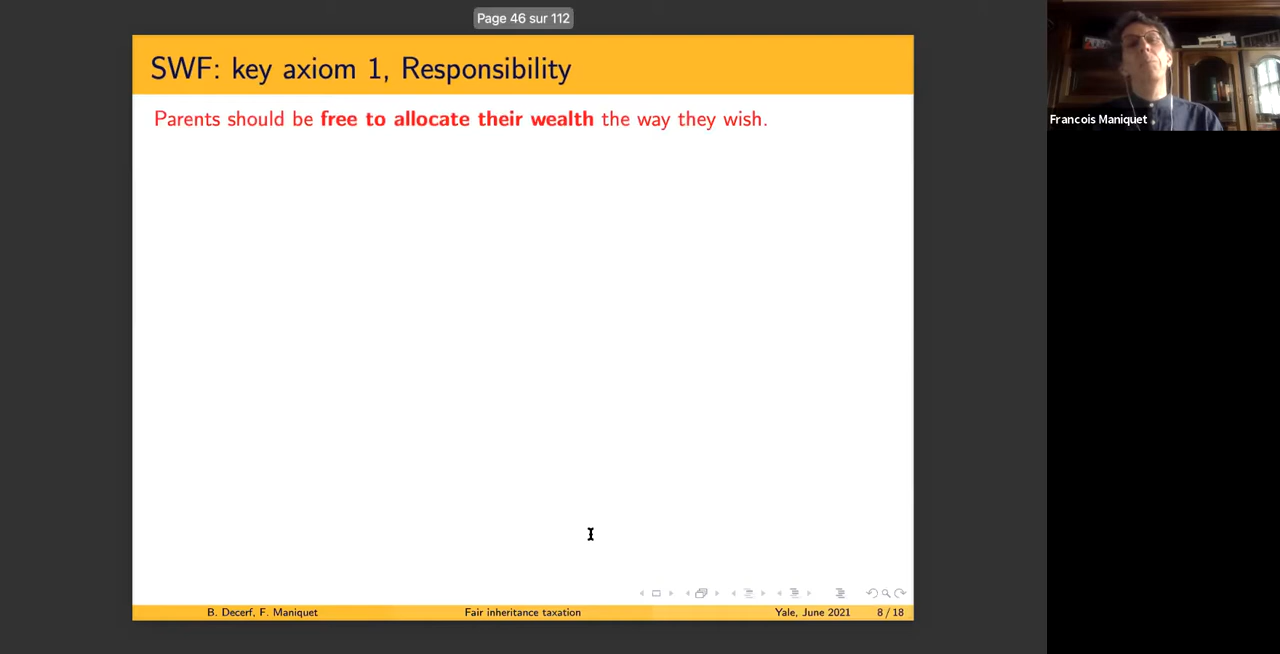 Page 46 sur 112
SWF: key axiom 1, Responsibility
Parents should be free to allocate their wealth the way they wish.
Francois Maniquet
B. Decerf, F. Maniquet
Fair inheritance taxation
Yale, June 2021
8 / 18